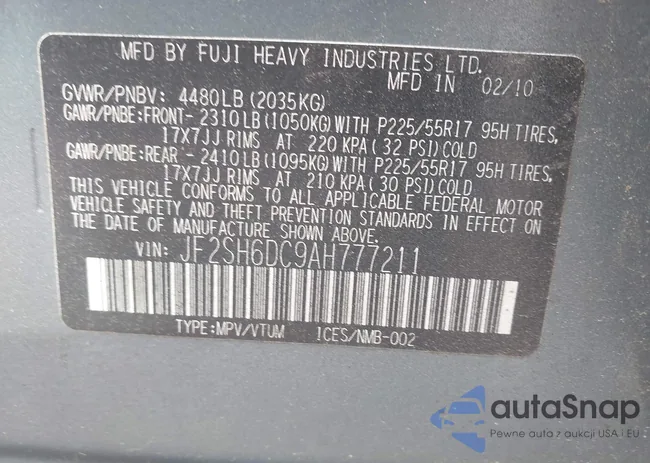 MFD BY FUJI HEAVY INDUSTRIES LTD.
MFD IN 02/10
GVWR/PNBV: 4480LB(2035KG)
GAWR/PNBE:FRONT- 2310LB(1050KG)WITH P225/55R17 95H TIRES,
17X7JJ RIMS AT 220 KPA( 32 PSI)COLD
GAWR/PNBE:REAR - 2410LB(1095KG)WITH P225/55R17 95H TIRES,
17X7JJ RIMS AT 210 KPA( 30 PSI)COLD
THIS VEHICLE CONFORMS TO ALL APPLICABLE FEDERAL MOTOR
VEHICLE SAFETY AND THEFT PREVENTION STANDARDS IN EFFECT ON
THE DATE OF MANUFACTURE SHOWN ABOVE.
VIN: JF2SH6DC9AH777211
TYPE:MPV/VTUM 1CES/NMB-002
autaSnap
Pewne auta z aukcji USA i EU